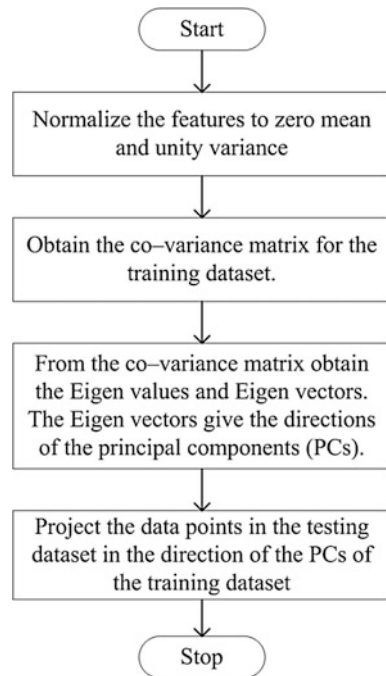 Start
Normalize the features to zero mean
and unity variance
Obtain the co–variance matrix for the
training dataset.
From the co–variance matrix obtain
the Eigen values and Eigen vectors.
The Eigen vectors give the directions
of the principal components (PCs).
Project the data points in the testing
dataset in the direction of the PCs of
the training dataset
Stop